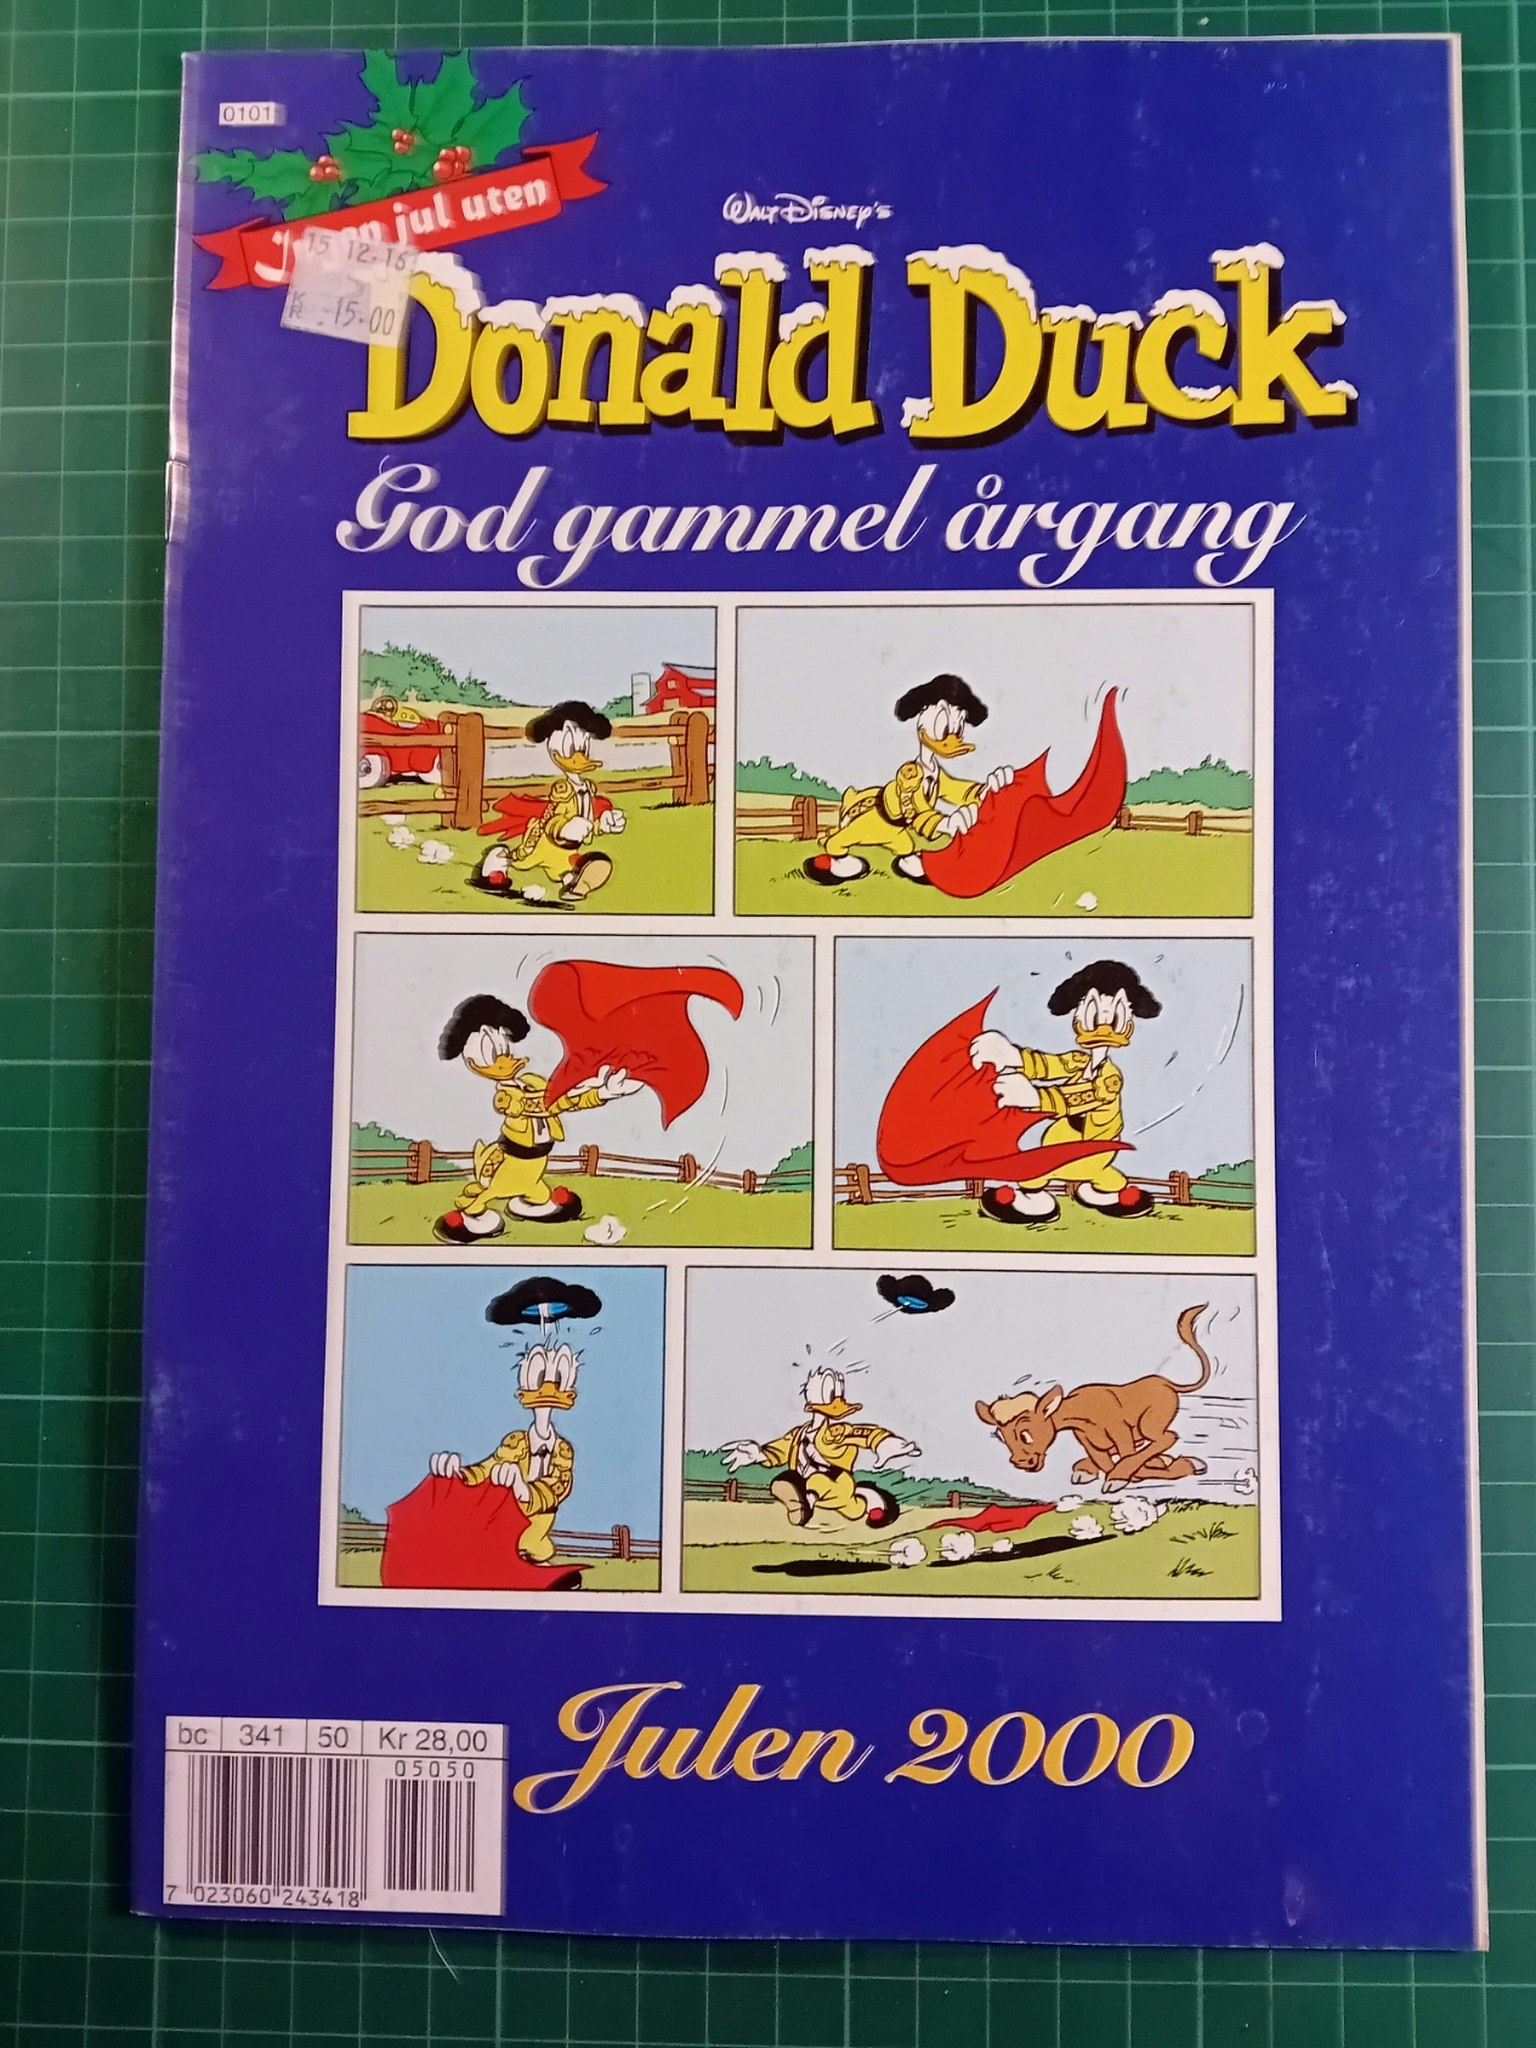 0101
jul uten
15 12.16
Kr -15.00
WALT DISNEY'S
Donald Duck
God gammel årgang
Julen 2000
bc 341 50 Kr 28,00
05050
7 023060 243418